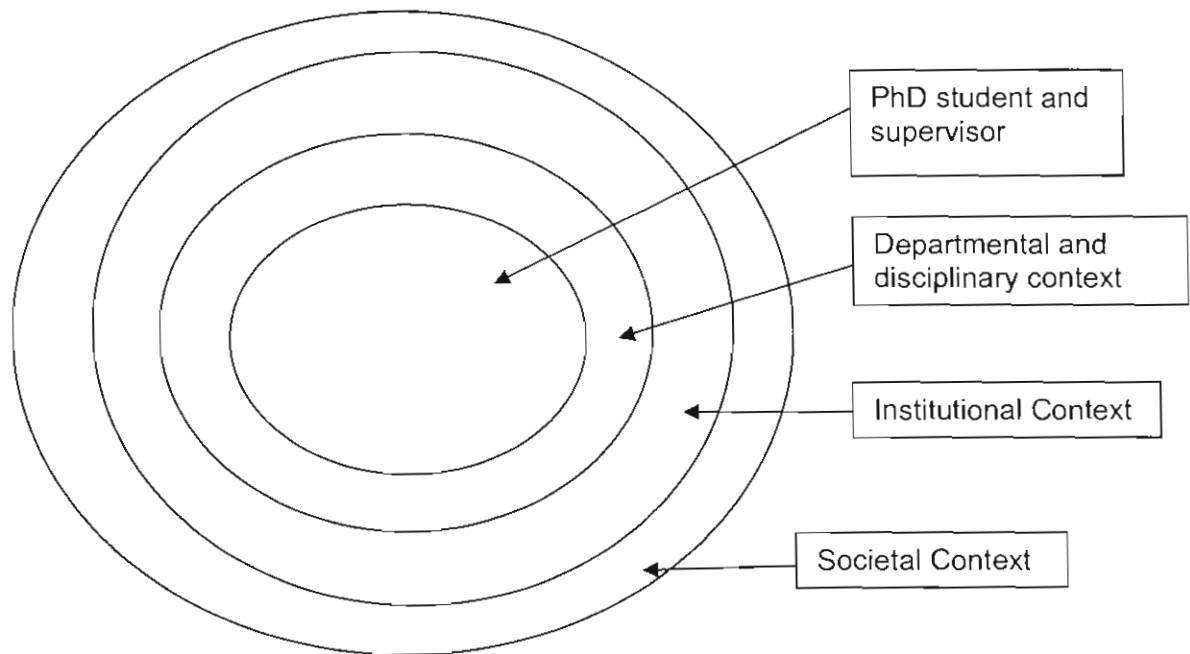 PhD student and
supervisor
Departmental and
disciplinary context
Institutional Context
Societal Context